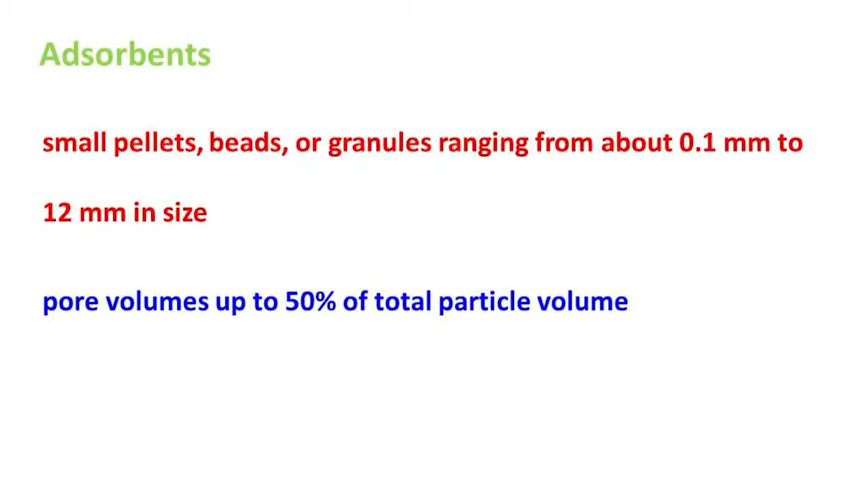 Adsorbents
small pellets, beads, or granules ranging from about 0.1 mm to
12 mm in size
pore volumes up to 50% of total particle volume